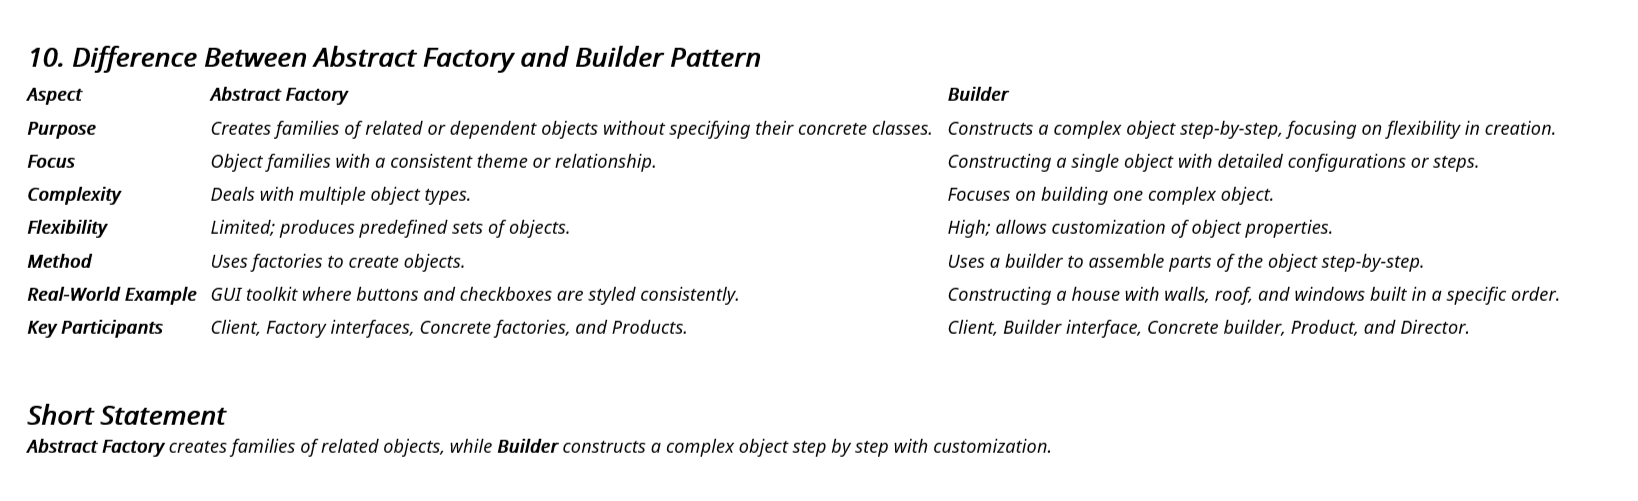 10. Difference Between Abstract Factory and Builder Pattern
Aspect Abstract Factory Builder
Purpose Creates families of related or dependent objects without specifying their concrete classes. Constructs a complex object step-by-step, focusing on flexibility in creation.
Focus Object families with a consistent theme or relationship. Constructing a single object with detailed configurations or steps.
Complexity Deals with multiple object types. Focuses on building one complex object.
Flexibility Limited; produces predefined sets of objects. High; allows customization of object properties.
Method Uses factories to create objects. Uses a builder to assemble parts of the object step-by-step.
Real-World Example GUI toolkit where buttons and checkboxes are styled consistently. Constructing a house with walls, roof, and windows built in a specific order.
Key Participants Client, Factory interfaces, Concrete factories, and Products. Client, Builder interface, Concrete builder, Product, and Director.
Short Statement
Abstract Factory creates families of related objects, while Builder constructs a complex object step by step with customization.